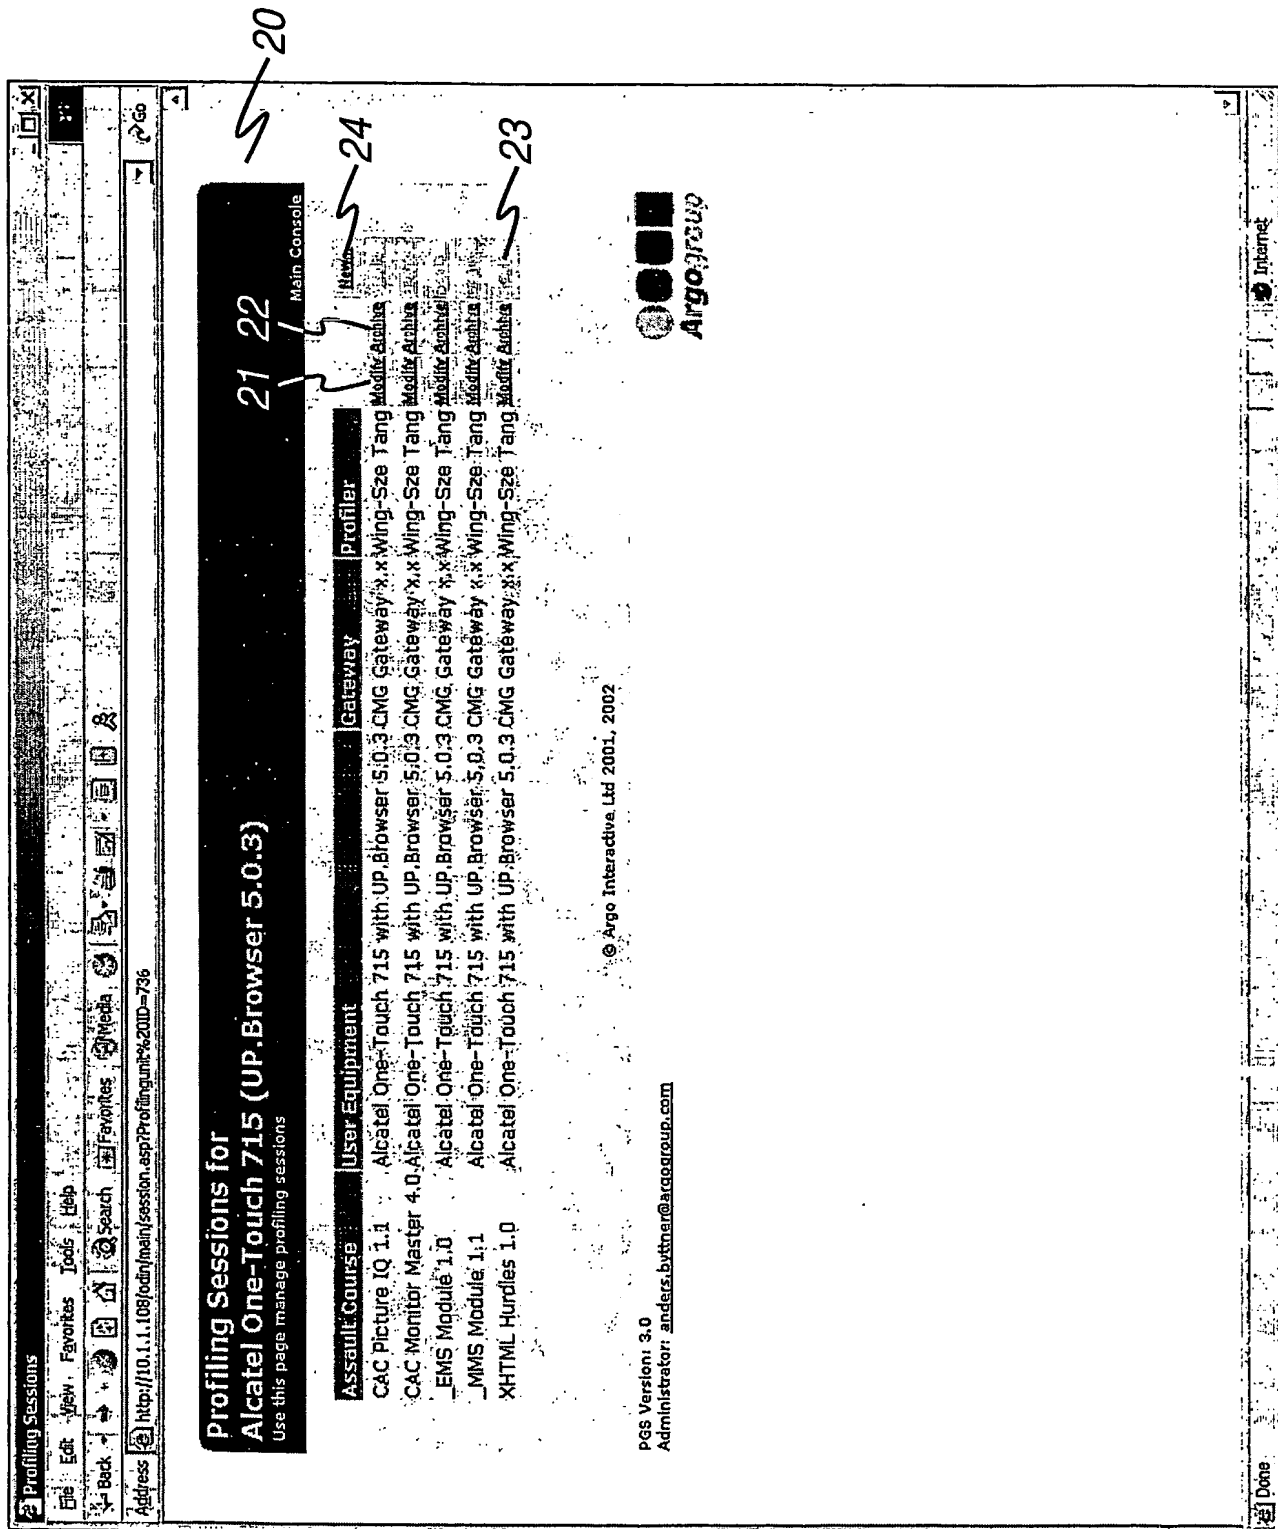 20
Profiling Sessions
File Edit View Favorites Tools Help
Back Search Favorites Media
Address http://10.1.1.108/odin/main/session.asp?Profilingunit%20ID=736 Go
Profiling Sessions for
Alcatel One-Touch 715 (UP.Browser 5.0.3)
Use this page manage profiling sessions
Main Console
21 22
24
Assault Course User Equipment Gateway Profiler New
CAC Picture IQ 1.1 Alcatel One-Touch 715 with UP.Browser 5.0.3 CMG Gateway x.x Wing-Sze Tang Modify Archive
CAC Monitor Master 4.0 Alcatel One-Touch 715 with UP.Browser 5.0.3 CMG Gateway x.x Wing-Sze Tang Modify Archive
_EMS Module 1.0 Alcatel One-Touch 715 with UP.Browser 5.0.3 CMG Gateway x.x Wing-Sze Tang Modify Archive
_MMS Module 1.1 Alcatel One-Touch 715 with UP.Browser 5.0.3 CMG Gateway x.x Wing-Sze Tang Modify Archive
XHTML Hurdles 1.0 Alcatel One-Touch 715 with UP.Browser 5.0.3 CMG Gateway x.x Wing-Sze Tang Modify Archive
23
© Argo Interactive Ltd 2001, 2002
PGS Version: 3.0
Administrator: anders.byttner@argogroup.com
Argogroup
Done Internet